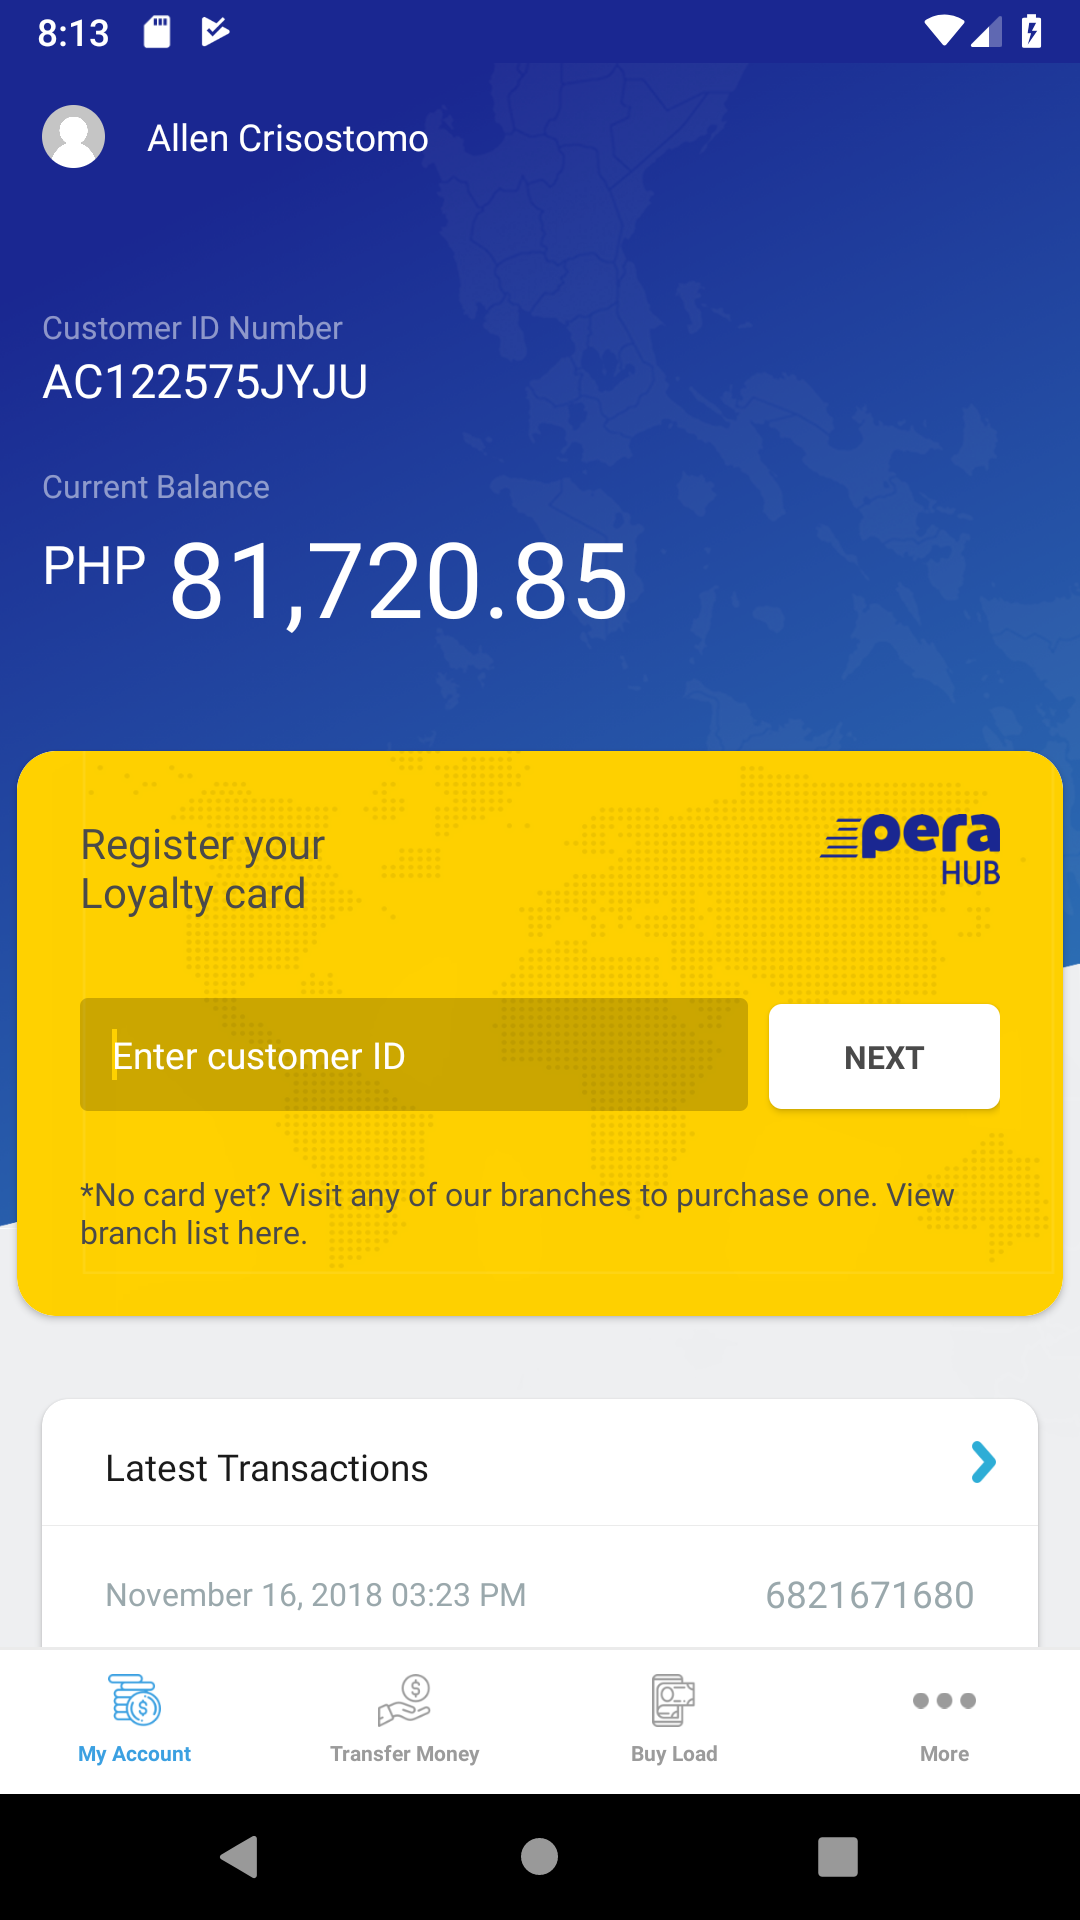 8:13
Allen Crisostomo
Customer ID Number
AC122575JYJU
Current Balance
PHP 81,720.85
Register your
Loyalty card
pera
HUB
Enter customer ID
NEXT
*No card yet? Visit any of our branches to purchase one. View
branch list here.
Latest Transactions
November 16, 2018 03:23 PM 6821671680
My Account Transfer Money Buy Load More